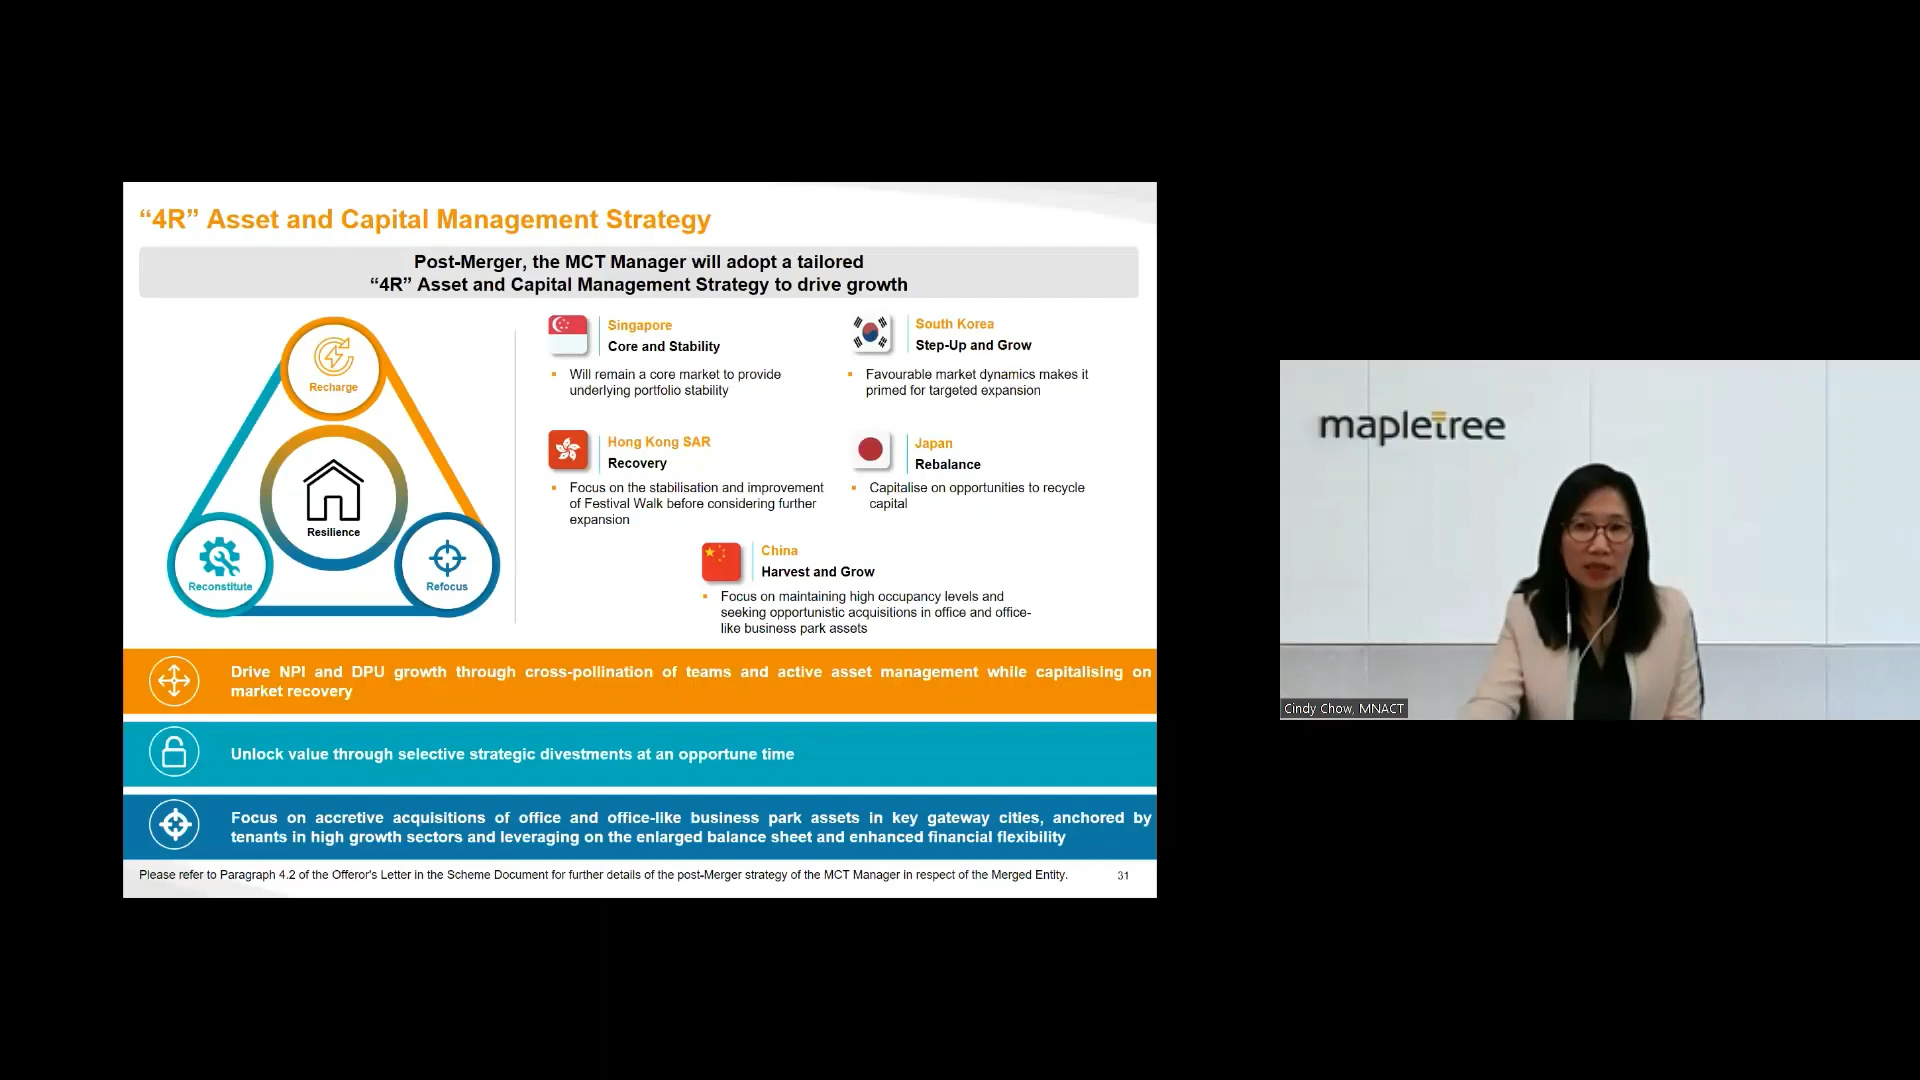 “4R” Asset and Capital Management Strategy
Post-Merger, the MCT Manager will adopt a tailored
“4R” Asset and Capital Management Strategy to drive growth
Recharge
Resilience
Reconstitute
Refocus
Singapore
Core and Stability
Will remain a core market to provide
underlying portfolio stability
South Korea
Step-Up and Grow
Favourable market dynamics makes it
primed for targeted expansion
Hong Kong SAR
Recovery
Focus on the stabilisation and improvement
of Festival Walk before considering further
expansion
Japan
Rebalance
Capitalise on opportunities to recycle
capital
China
Harvest and Grow
Focus on maintaining high occupancy levels and
seeking opportunistic acquisitions in office and office-
like business park assets
Drive NPI and DPU growth through cross-pollination of teams and active asset management while capitalising on
market recovery
Unlock value through selective strategic divestments at an opportune time
Focus on accretive acquisitions of office and office-like business park assets in key gateway cities, anchored by
tenants in high growth sectors and leveraging on the enlarged balance sheet and enhanced financial flexibility
Please refer to Paragraph 4.2 of the Offeror's Letter in the Scheme Document for further details of the post-Merger strategy of the MCT Manager in respect of the Merged Entity.
31
mapletree
Cindy Chow, MNACT